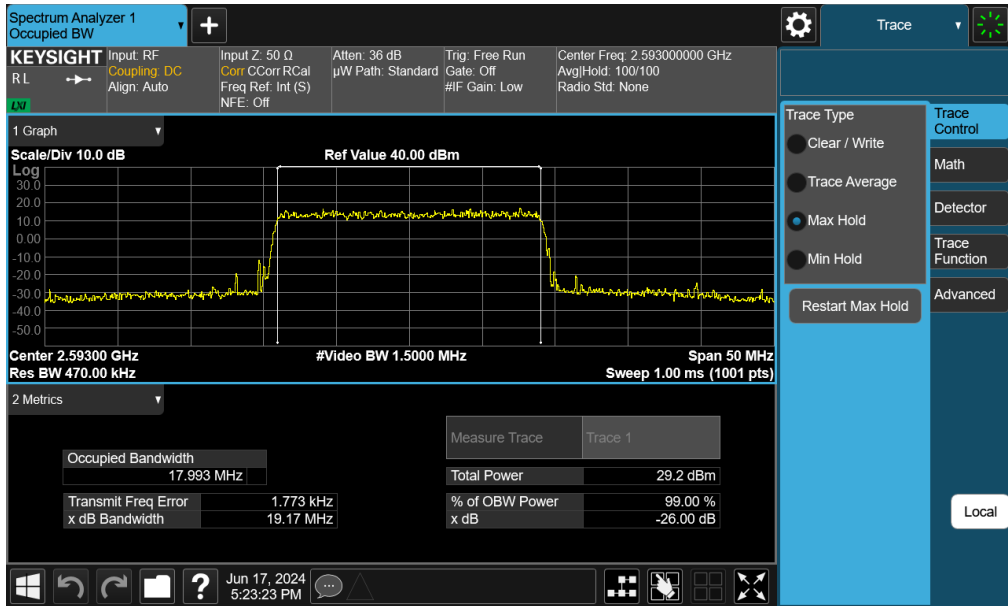 Spectrum Analyzer 1
Occupied BW
+
Trace
KEYSIGHT
R L
LXI
Input: RF
Coupling: DC
Align: Auto
Input Z: 50 Ω
Corr CCorr RCal
Freq Ref: Int (S)
NFE: Off
Atten: 36 dB
µW Path: Standard
Trig: Free Run
Gate: Off
#IF Gain: Low
Center Freq: 2.593000000 GHz
Avg|Hold: 100/100
Radio Std: None
1 Graph
Scale/Div 10.0 dB
Ref Value 40.00 dBm
Log
30.0
20.0
10.0
0.00
-10.0
-20.0
-30.0
-40.0
-50.0
Center 2.59300 GHz
#Video BW 1.5000 MHz
Span 50 MHz
Res BW 470.00 kHz
Sweep 1.00 ms (1001 pts)
2 Metrics
Measure Trace
Trace 1
Occupied Bandwidth
17.993 MHz
Total Power
29.2 dBm
Transmit Freq Error
1.773 kHz
% of OBW Power
99.00 %
x dB Bandwidth
19.17 MHz
x dB
-26.00 dB
Trace Type
Clear / Write
Trace Average
Max Hold
Min Hold
Restart Max Hold
Trace
Control
Math
Detector
Trace
Function
Advanced
Local
?
Jun 17, 2024
5:23:23 PM